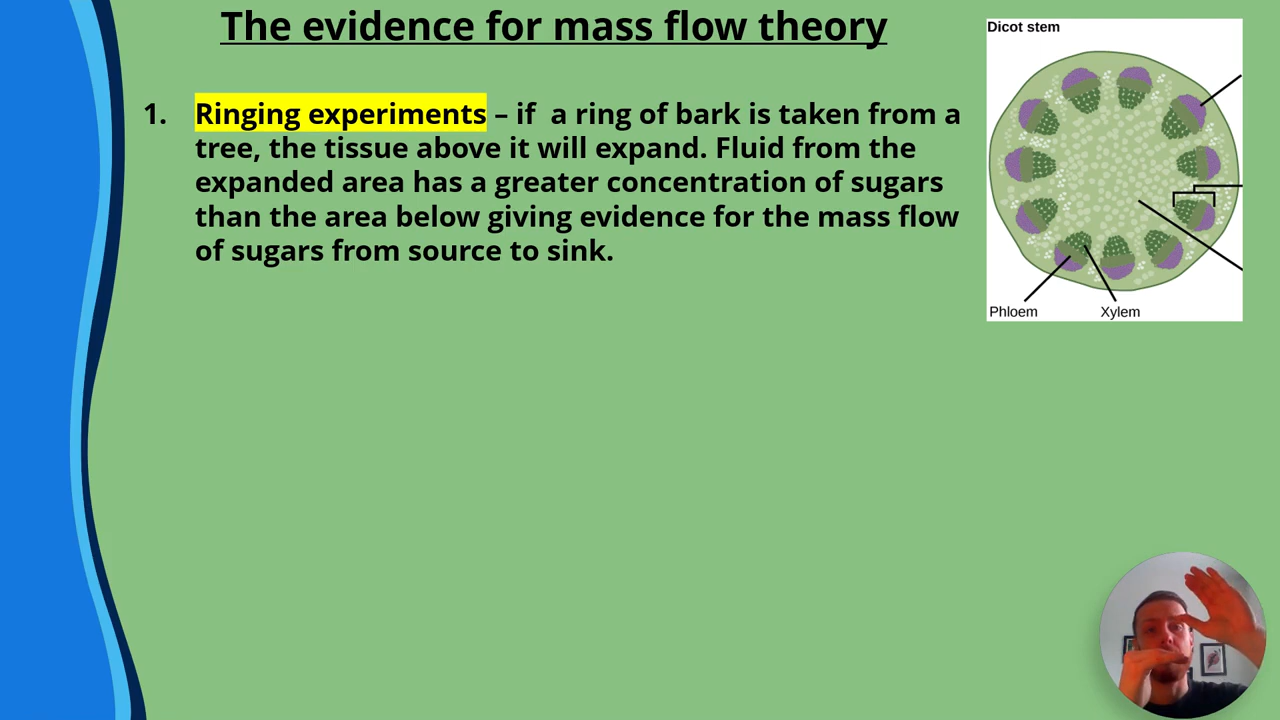 The evidence for mass flow theory
Dicot stem
1. Ringing experiments – if a ring of bark is taken from a
tree, the tissue above it will expand. Fluid from the
expanded area has a greater concentration of sugars
than the area below giving evidence for the mass flow
of sugars from source to sink.
Phloem
Xylem